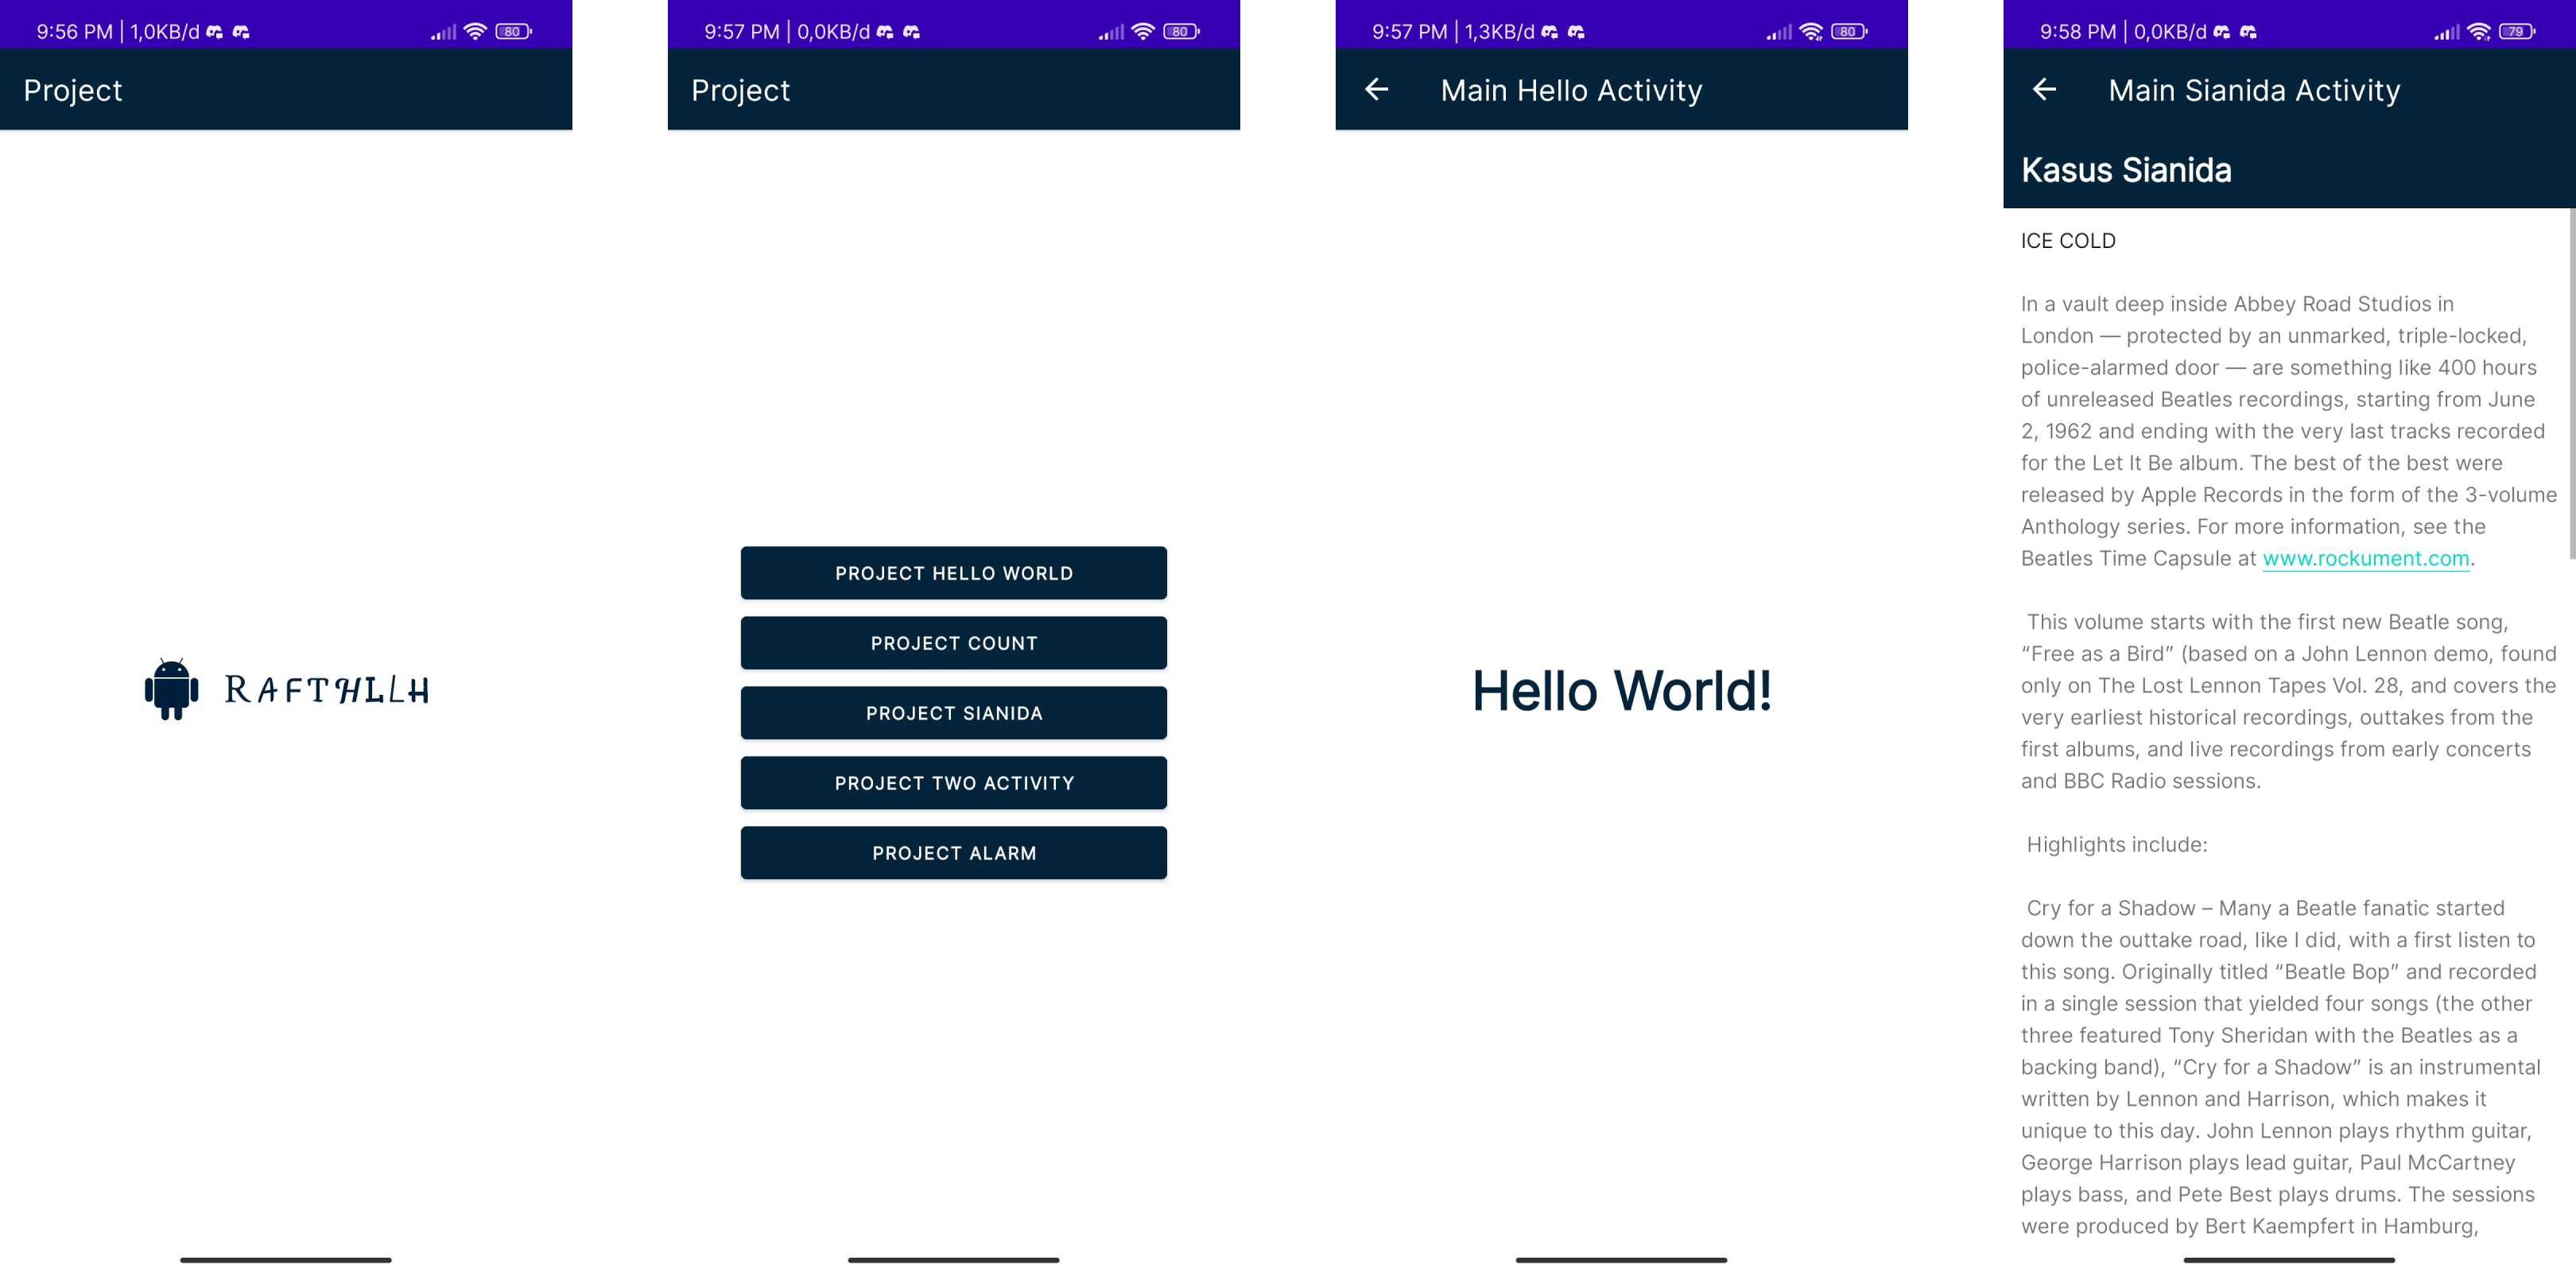 9:56 PM | 1,0KB/d
80
Project
RAFTHLLH
9:57 PM | 0,0KB/d
80
Project
PROJECT HELLO WORLD
PROJECT COUNT
PROJECT SIANIDA
PROJECT TWO ACTIVITY
PROJECT ALARM
9:57 PM | 1,3KB/d
80
Main Hello Activity
Hello World!
9:58 PM | 0,0KB/d
79
Main Sianida Activity
Kasus Sianida
ICE COLD
In a vault deep inside Abbey Road Studios in
London — protected by an unmarked, triple-locked,
police-alarmed door — are something like 400 hours
of unreleased Beatles recordings, starting from June
2, 1962 and ending with the very last tracks recorded
for the Let It Be album. The best of the best were
released by Apple Records in the form of the 3-volume
Anthology series. For more information, see the
Beatles Time Capsule at www.rockument.com.
This volume starts with the first new Beatle song,
“Free as a Bird” (based on a John Lennon demo, found
only on The Lost Lennon Tapes Vol. 28, and covers the
very earliest historical recordings, outtakes from the
first albums, and live recordings from early concerts
and BBC Radio sessions.
Highlights include:
Cry for a Shadow – Many a Beatle fanatic started
down the outtake road, like I did, with a first listen to
this song. Originally titled “Beatle Bop” and recorded
in a single session that yielded four songs (the other
three featured Tony Sheridan with the Beatles as a
backing band), “Cry for a Shadow” is an instrumental
written by Lennon and Harrison, which makes it
unique to this day. John Lennon plays rhythm guitar,
George Harrison plays lead guitar, Paul McCartney
plays bass, and Pete Best plays drums. The sessions
were produced by Bert Kaempfert in Hamburg,